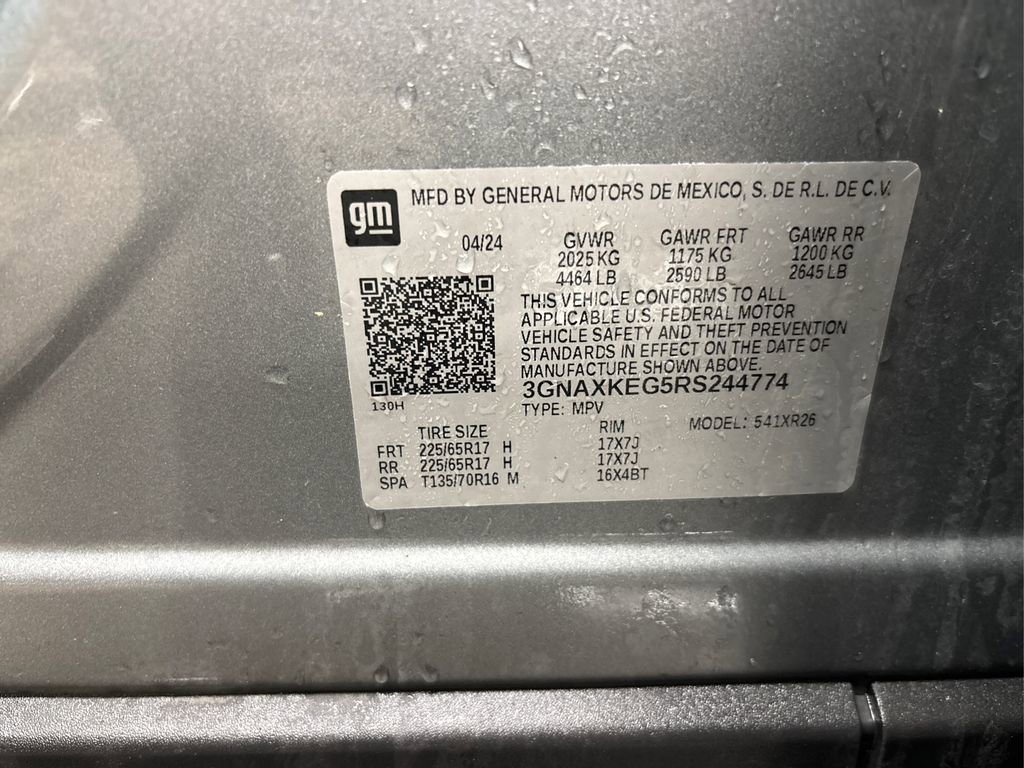 gm
MFD BY GENERAL MOTORS DE MEXICO, S. DE R.L. DE C.V.
04/24 GVWR GAWR FRT GAWR RR
2025 KG 1175 KG 1200 KG
4464 LB 2590 LB 2645 LB
THIS VEHICLE CONFORMS TO ALL
APPLICABLE U.S. FEDERAL MOTOR
VEHICLE SAFETY AND THEFT PREVENTION
STANDARDS IN EFFECT ON THE DATE OF
MANUFACTURE SHOWN ABOVE.
3GNAXKEG5RS244774
130H
TYPE: MPV MODEL: 541XR26
TIRE SIZE RIM
FRT 225/65R17 H 17X7J
RR 225/65R17 H 17X7J
SPA T135/70R16 M 16X4BT